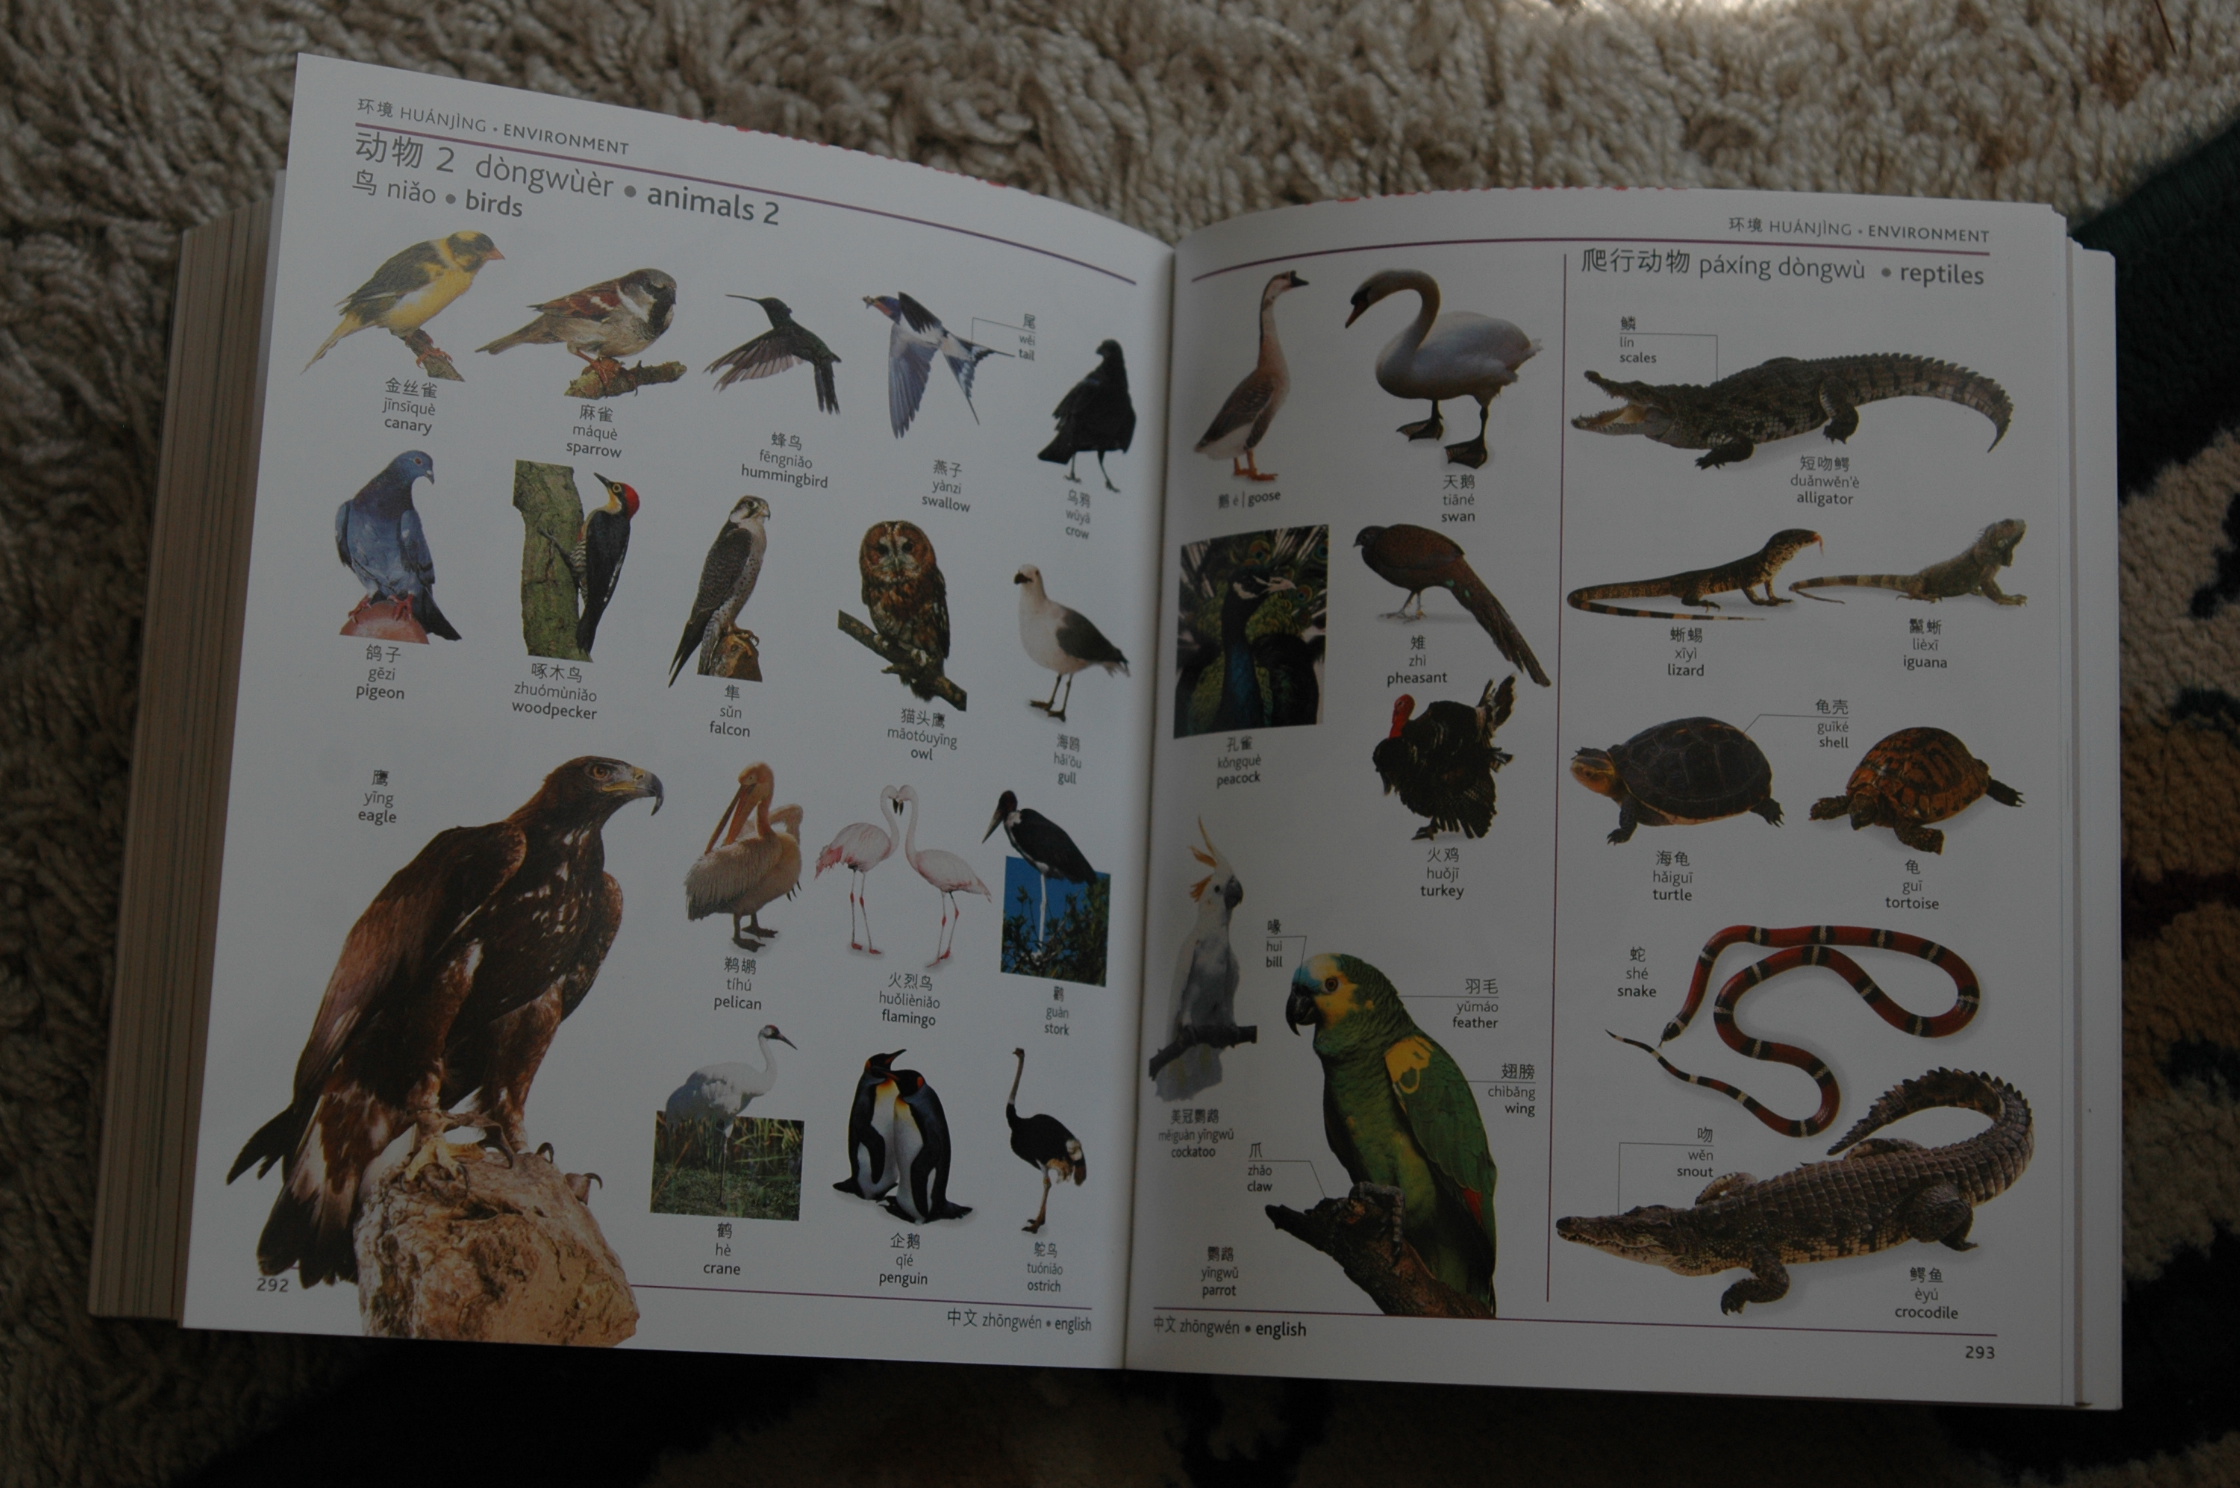 环境 HUÁNJÌNG • ENVIRONMENT
动物 2 dòngwùèr • animals 2
鸟 niǎo • birds
金丝雀
jīnsīquè
canary
麻雀
máquè
sparrow
蜂鸟
fēngniǎo
hummingbird
尾
wěi
tail
燕子
yànzi
swallow
乌鸦
wūyā
crow
鸽子
gēzi
pigeon
啄木鸟
zhuómùniǎo
woodpecker
隼
sǔn
falcon
猫头鹰
māotóuyīng
owl
海鸥
hǎi'ōu
gull
鹰
yīng
eagle
鹈鹕
tíhú
pelican
火烈鸟
huǒlièniǎo
flamingo
鹳
guàn
stork
鹤
hè
crane
企鹅
qié
penguin
鸵鸟
tuóniǎo
ostrich
292
中文 zhōngwén • english
环境 HUÁNJÌNG • ENVIRONMENT
鹅 é | goose
天鹅
tiāné
swan
孔雀
kǒngquè
peacock
雉
zhì
pheasant
火鸡
huǒjī
turkey
美冠鹦鹉
měiguān yīngwǔ
cockatoo
喙
huì
bill
羽毛
yǔmáo
feather
翅膀
chìbǎng
wing
爪
zhǎo
claw
鹦鹉
yīngwǔ
parrot
爬行动物 páxíng dòngwù • reptiles
鳞
lín
scales
短吻鳄
duǎnwěn'è
alligator
蜥蜴
xīyì
lizard
鬣蜥
lièxī
iguana
龟壳
guīké
shell
海龟
hǎiguī
turtle
龟
guī
tortoise
蛇
shé
snake
吻
wěn
snout
鳄鱼
èyú
crocodile
中文 zhōngwén • english
293